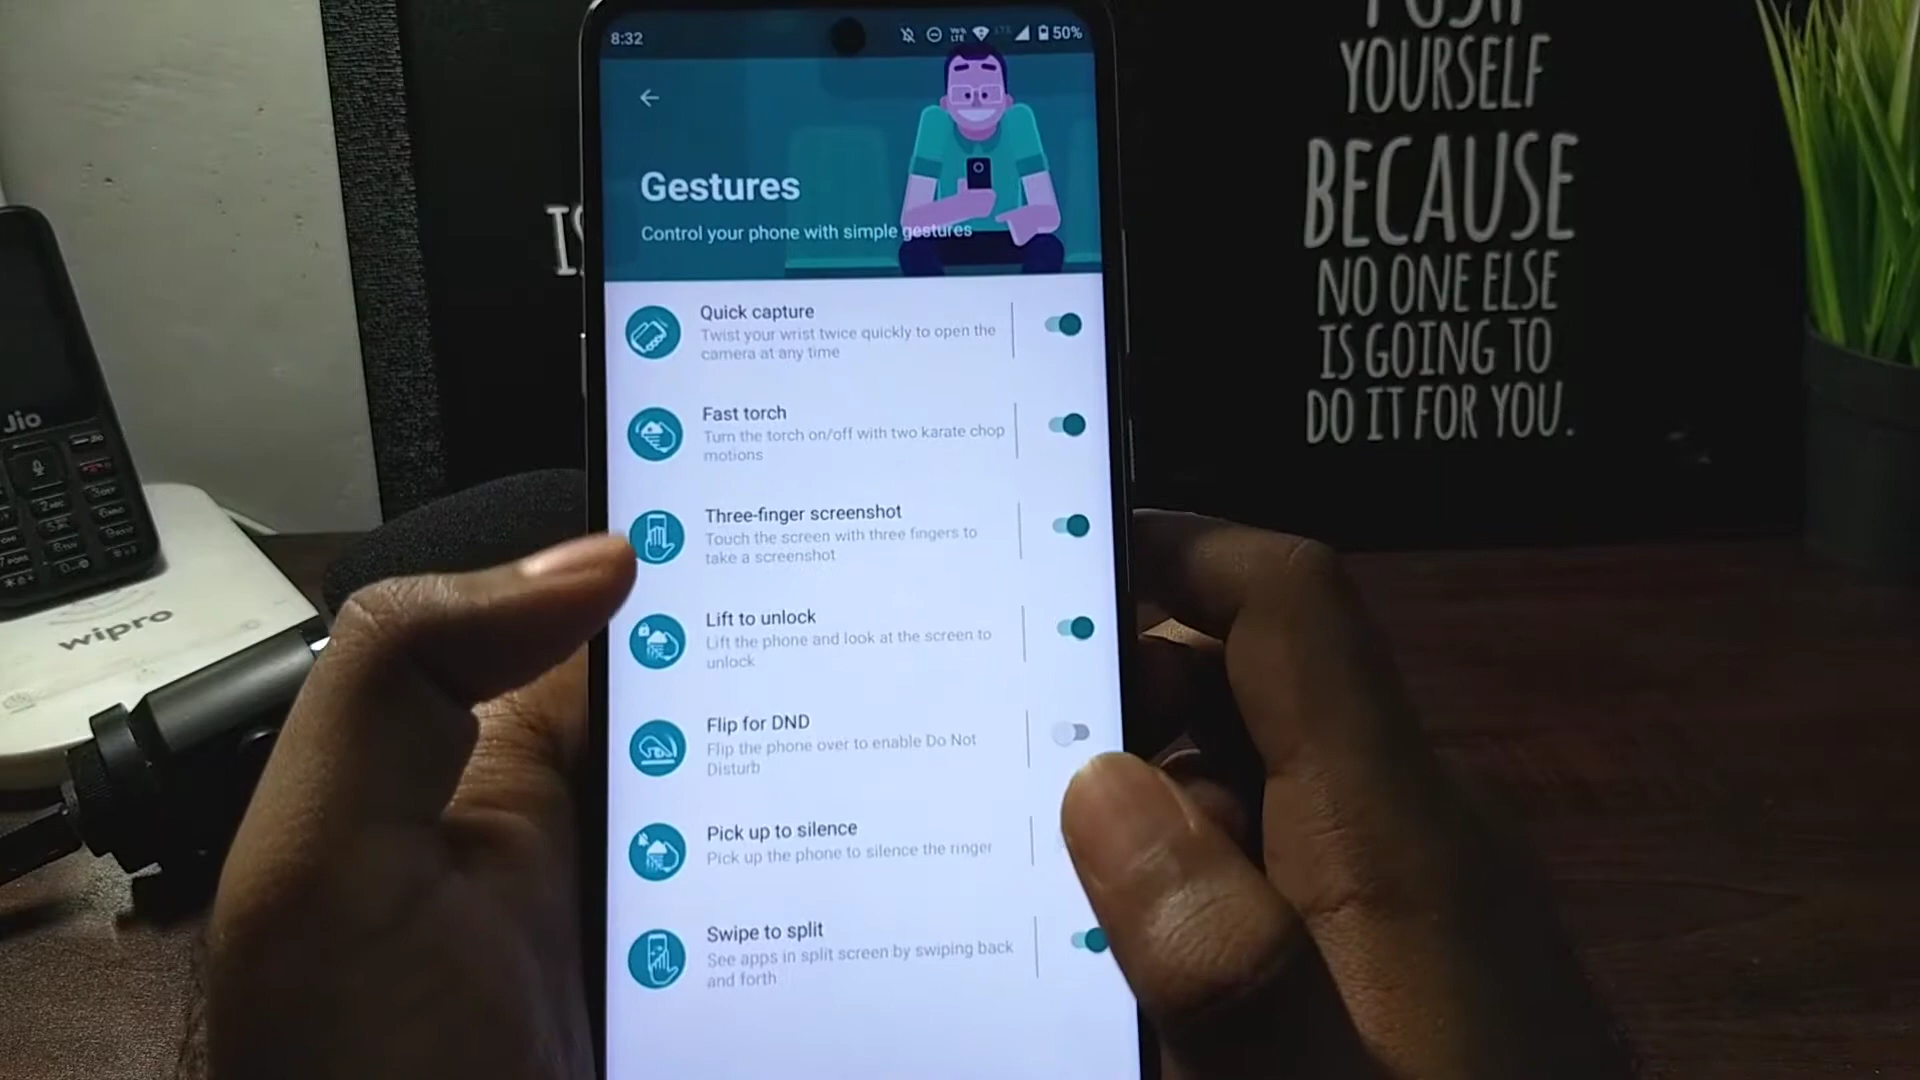 8:32
50%
Gestures
Control your phone with simple gestures
Quick capture
Twist your wrist twice quickly to open the
camera at any time
Fast torch
Turn the torch on/off with two karate chop
motions
Three-finger screenshot
Touch the screen with three fingers to
take a screenshot
Lift to unlock
Lift the phone and look at the screen to
unlock
Flip for DND
Flip the phone over to enable Do Not
Disturb
Pick up to silence
Pick up the phone to silence the ringer
Swipe to split
See apps in split screen by swiping back
and forth
YOURSELF
BECAUSE
NO ONE ELSE
IS GOING TO
DO IT FOR YOU.
Jio
wipro